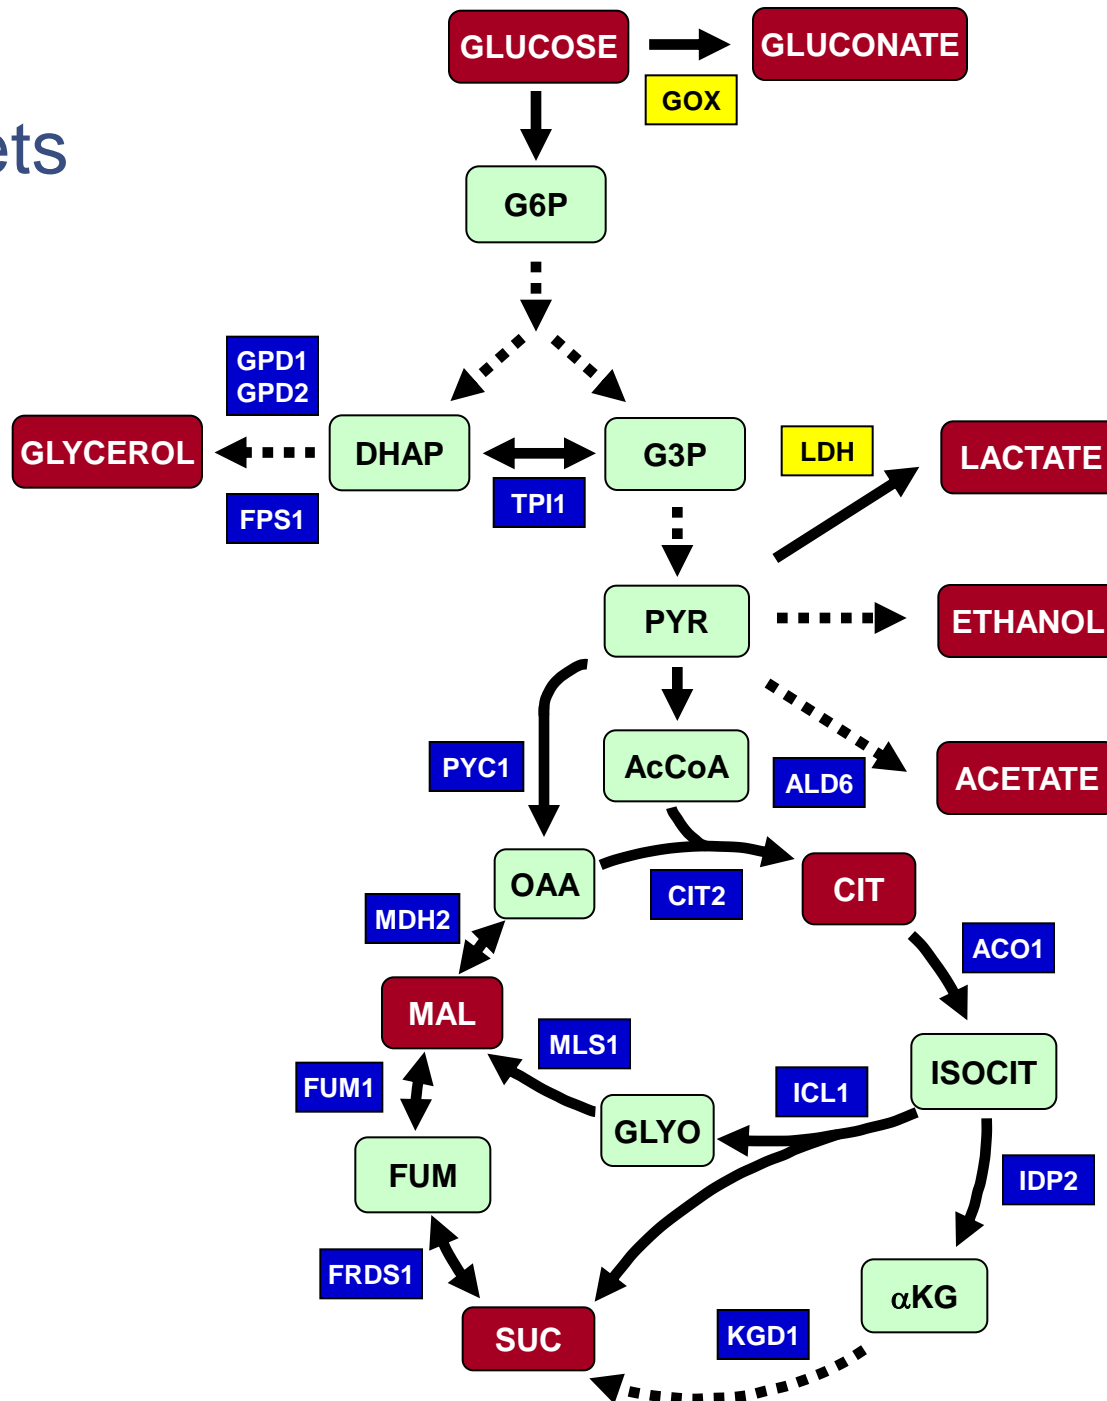 GLUCOSE
GLUCONATE
GOX
ets
G6P
GPD1
GPD2
GLYCEROL
DHAP
G3P
LDH
LACTATE
FPS1
TPI1
PYR
ETHANOL
PYC1
AcCoA
ALD6
ACETATE
OAA
CIT2
CIT
MDH2
ACO1
MAL
MLS1
ISOCIT
FUM1
ICL1
GLYO
FUM
IDP2
FRDS1
αKG
SUC
KGD1